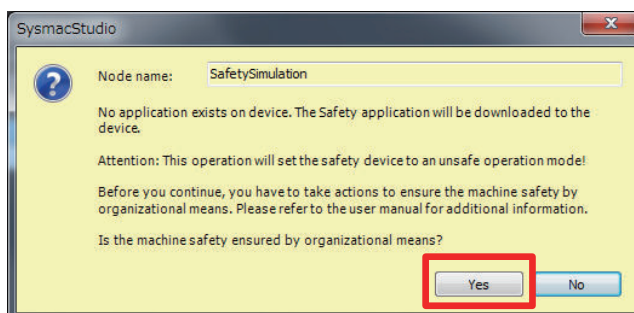 SysmacStudio
Node name: SafetySimulation
No application exists on device. The Safety application will be downloaded to the
device.
Attention: This operation will set the safety device to an unsafe operation mode!
Before you continue, you have to take actions to ensure the machine safety by
organizational means. Please refer to the user manual for additional information.
Is the machine safety ensured by organizational means?
Yes No